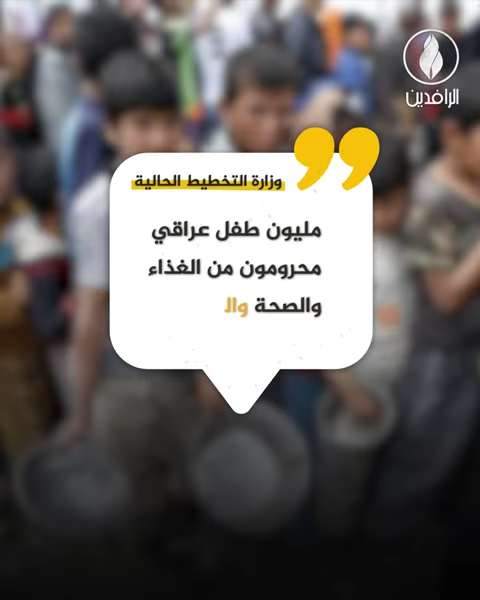 الرافدين
وزارة التخطيط الحالية
مليون طفل عراقي
محرومون من الغذاء
والصحة وال